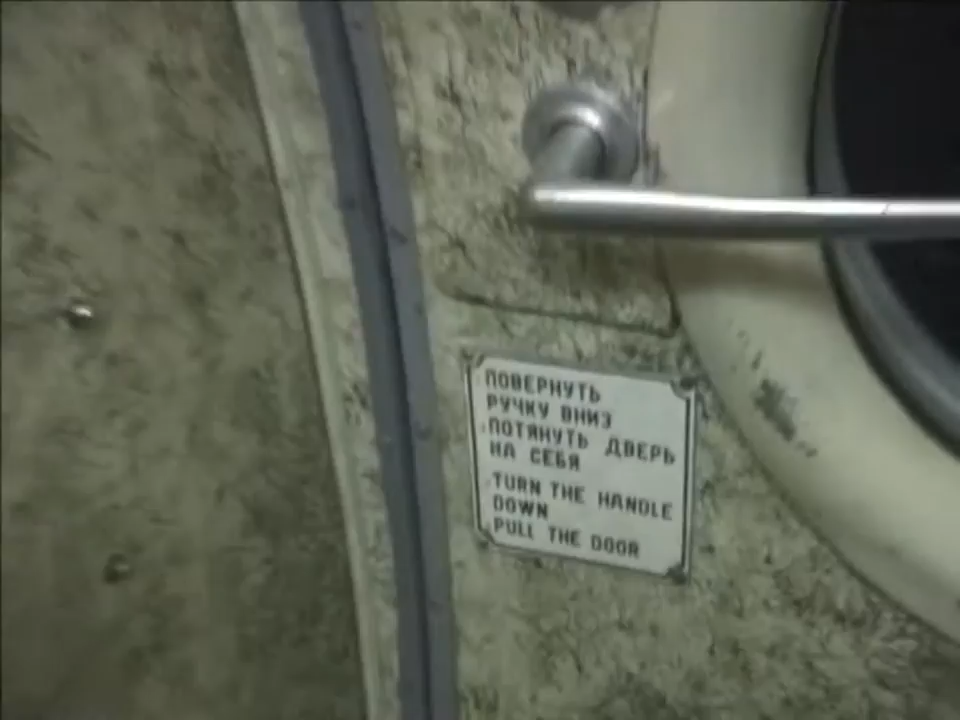 ПОВЕРНУТЬ
РУЧКУ ВНИЗ
ПОТЯНУТЬ ДВЕРЬ
НА СЕБЯ
TURN THE HANDLE
DOWN
PULL THE DOOR